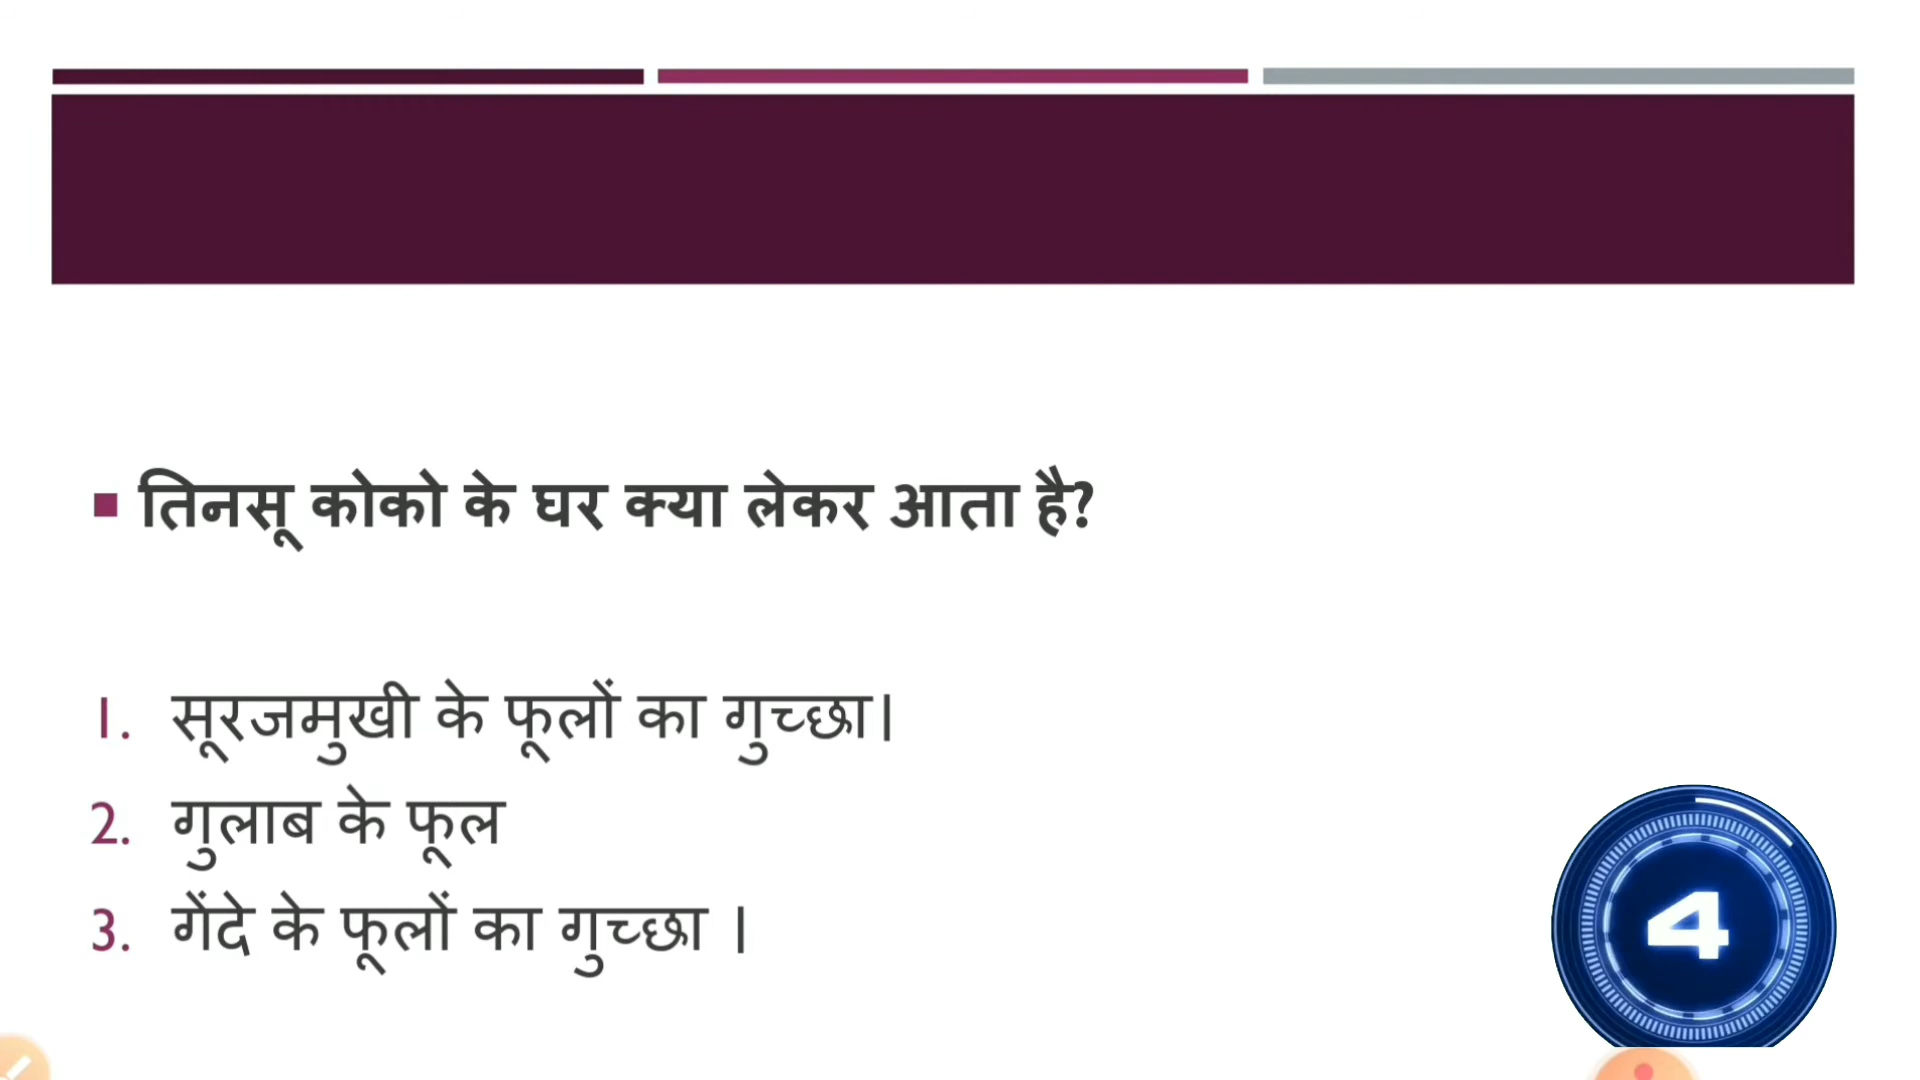 तिनसू कोको के घर क्या लेकर आता है?
1. सूरजमुखी के फूलों का गुच्छा।
2. गुलाब के फूल
3. गेंदे के फूलों का गुच्छा ।
4